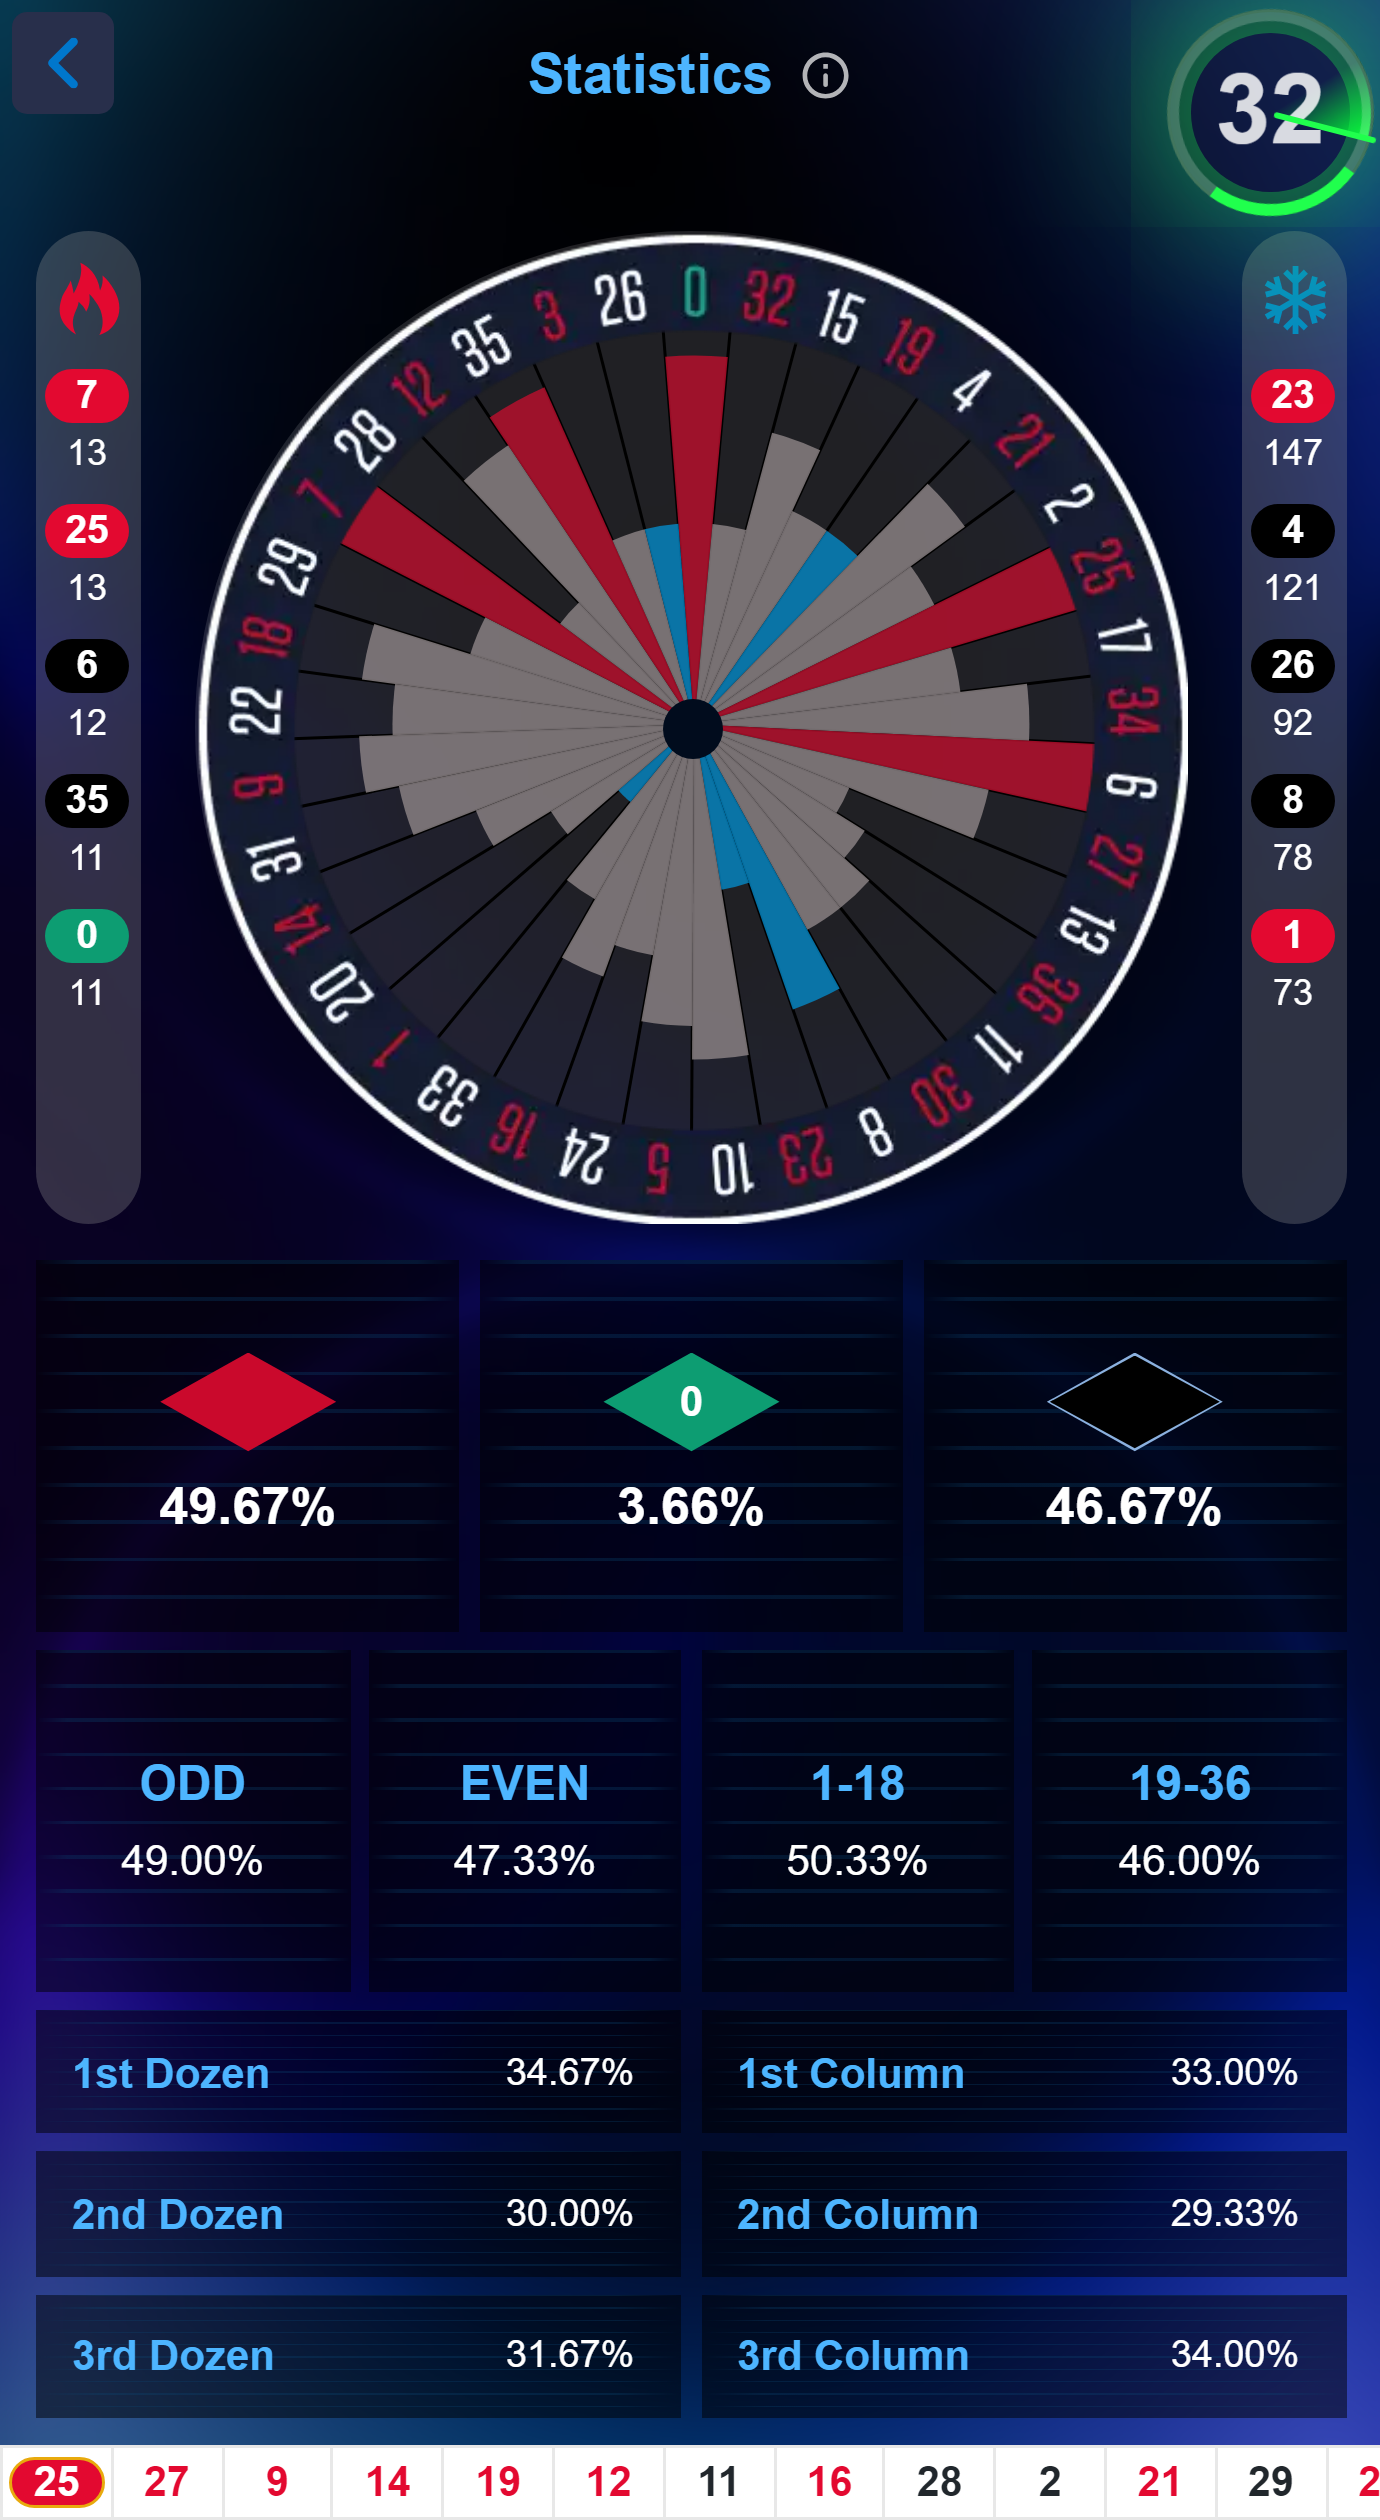 Statistics
32
7
13
25
13
6
12
35
11
0
11
0 32 15 19 4 21 2 25 17 34 6 27 13 36 11 30 8 23 10 5 24 16 33 1 20 14 31 9 22 18 29 7 28 12 35 3 26
23
147
4
121
26
92
8
78
1
73
0
49.67% 3.66% 46.67%
ODD EVEN 1-18 19-36
49.00% 47.33% 50.33% 46.00%
1st Dozen 34.67% 1st Column 33.00%
2nd Dozen 30.00% 2nd Column 29.33%
3rd Dozen 31.67% 3rd Column 34.00%
25 27 9 14 19 12 11 16 28 2 21 29